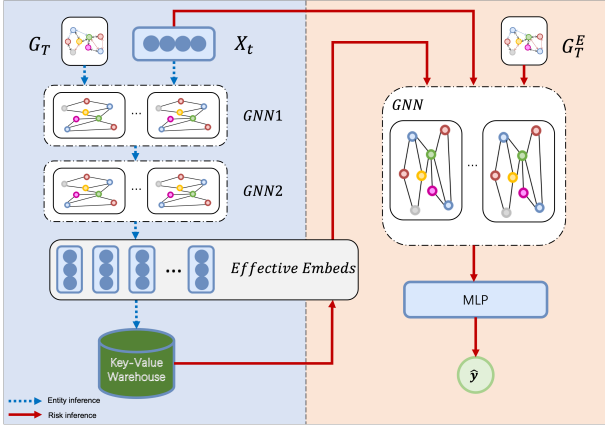 G_T
X_t
G_T^E
GNN1
...
GNN
GNN2
...
...
Effective Embeds
...
MLP
Key-Value
Warehouse
ŷ
Entity inference
Risk inference